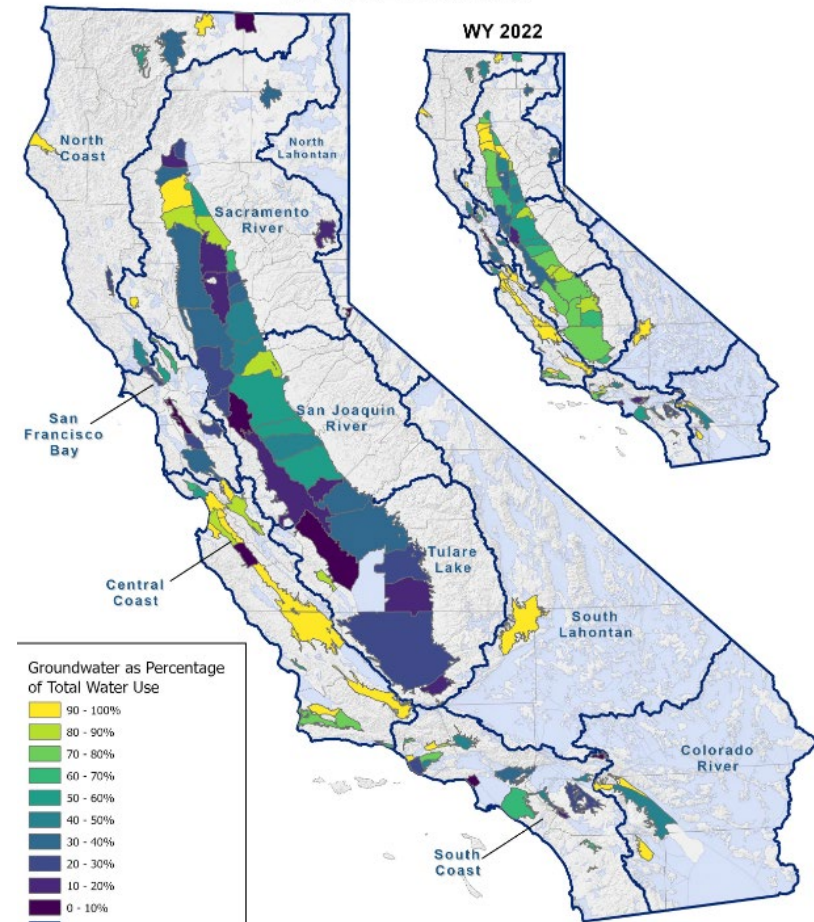 WY 2022
North
Coast
North
Lahontan
Sacramento
River
San
Francisco
Bay
San Joaquin
River
Central
Coast
Tulare
Lake
South
Lahontan
Colorado
River
South
Coast
Groundwater as Percentage
of Total Water Use
90 - 100%
80 - 90%
70 - 80%
60 - 70%
50 - 60%
40 - 50%
30 - 40%
20 - 30%
10 - 20%
0 - 10%